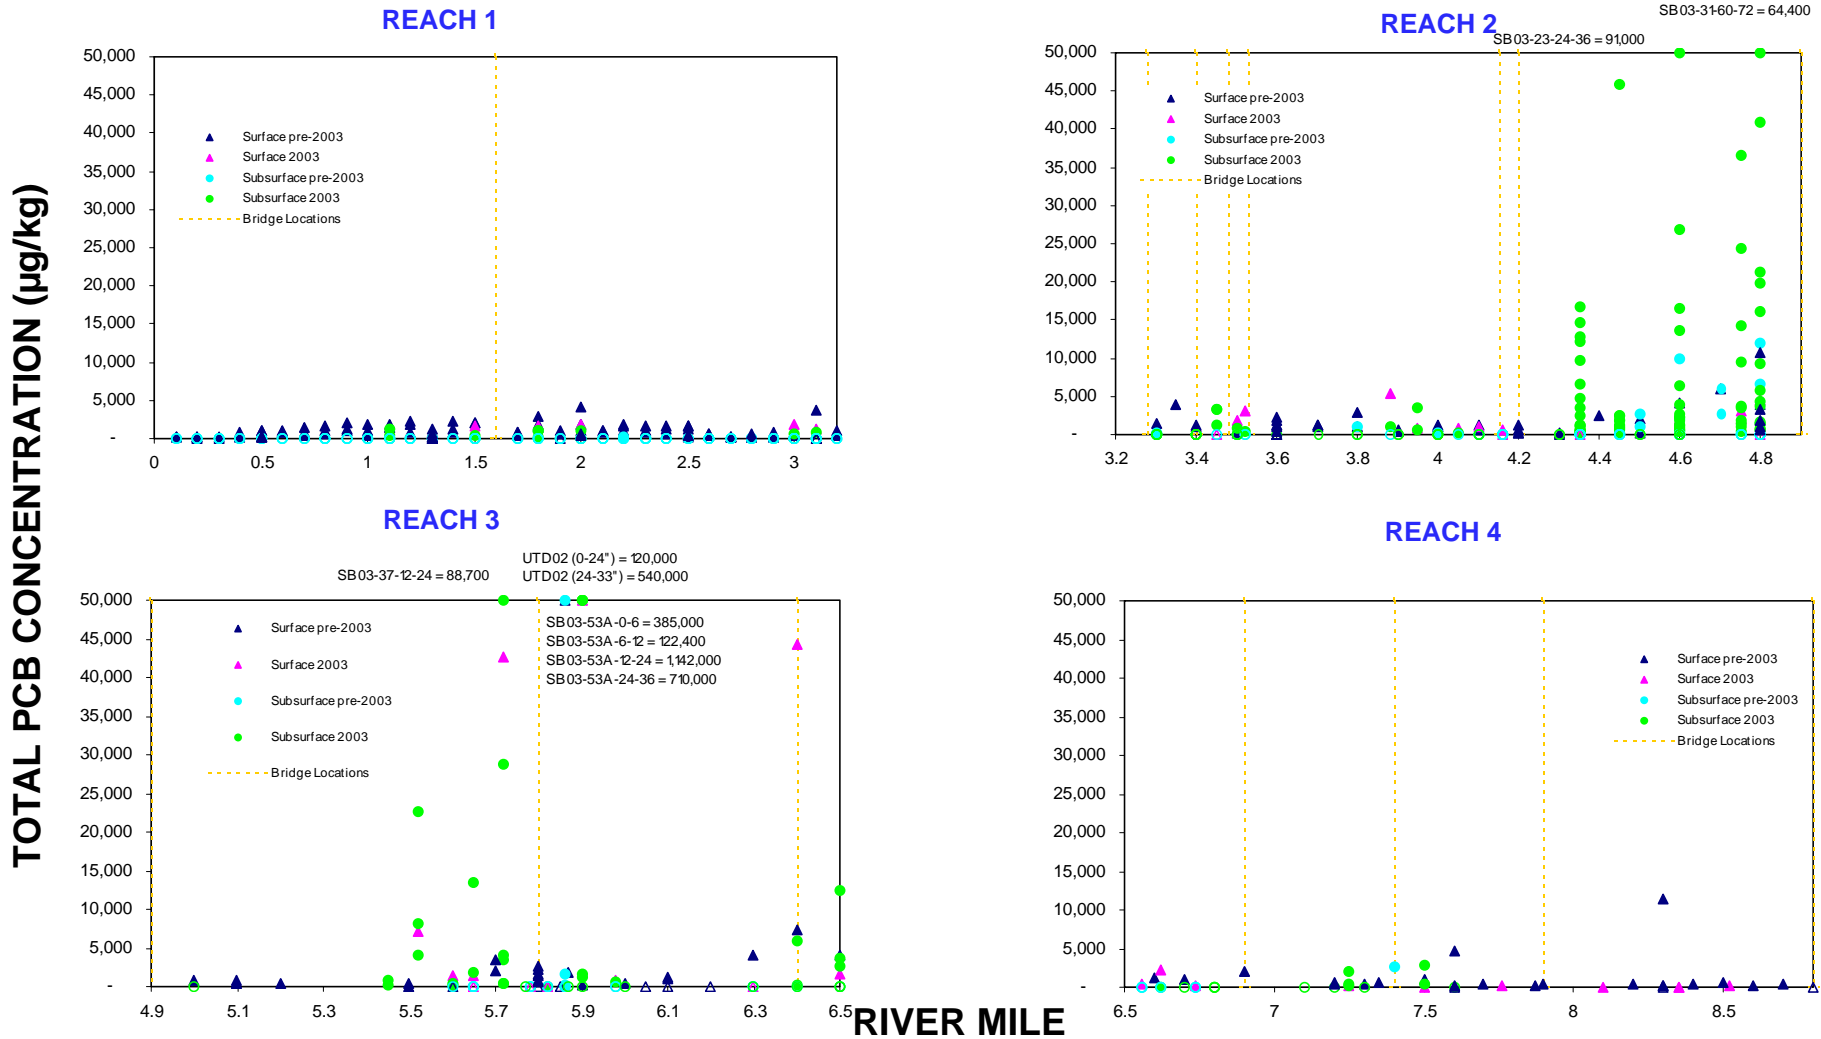 TOTAL PCB CONCENTRATION (µg/kg)
REACH 1
50,000
45,000
40,000
35,000
30,000
25,000
20,000
15,000
10,000
5,000
-
0 0.5 1 1.5 2 2.5 3
Surface pre-2003
Surface 2003
Subsurface pre-2003
Subsurface 2003
Bridge Locations
REACH 2
SB03-31-60-72 = 64,400
SB03-23-24-36 = 91,000
50,000
45,000
40,000
35,000
30,000
25,000
20,000
15,000
10,000
5,000
-
3.2 3.4 3.6 3.8 4 4.2 4.4 4.6 4.8
Surface pre-2003
Surface 2003
Subsurface pre-2003
Subsurface 2003
Bridge Locations
REACH 3
UTD02 (0-24") = 120,000
SB03-37-12-24 = 88,700
UTD02 (24-33") = 540,000
SB03-53A-0-6 = 385,000
SB03-53A-6-12 = 122,400
SB03-53A-12-24 = 1,142,000
SB03-53A-24-36 = 710,000
50,000
45,000
40,000
35,000
30,000
25,000
20,000
15,000
10,000
5,000
-
4.9 5.1 5.3 5.5 5.7 5.9 6.1 6.3 6.5
Surface pre-2003
Surface 2003
Subsurface pre-2003
Subsurface 2003
Bridge Locations
REACH 4
50,000
45,000
40,000
35,000
30,000
25,000
20,000
15,000
10,000
5,000
-
6.5 7 7.5 8 8.5
Surface pre-2003
Surface 2003
Subsurface pre-2003
Subsurface 2003
Bridge Locations
RIVER MILE